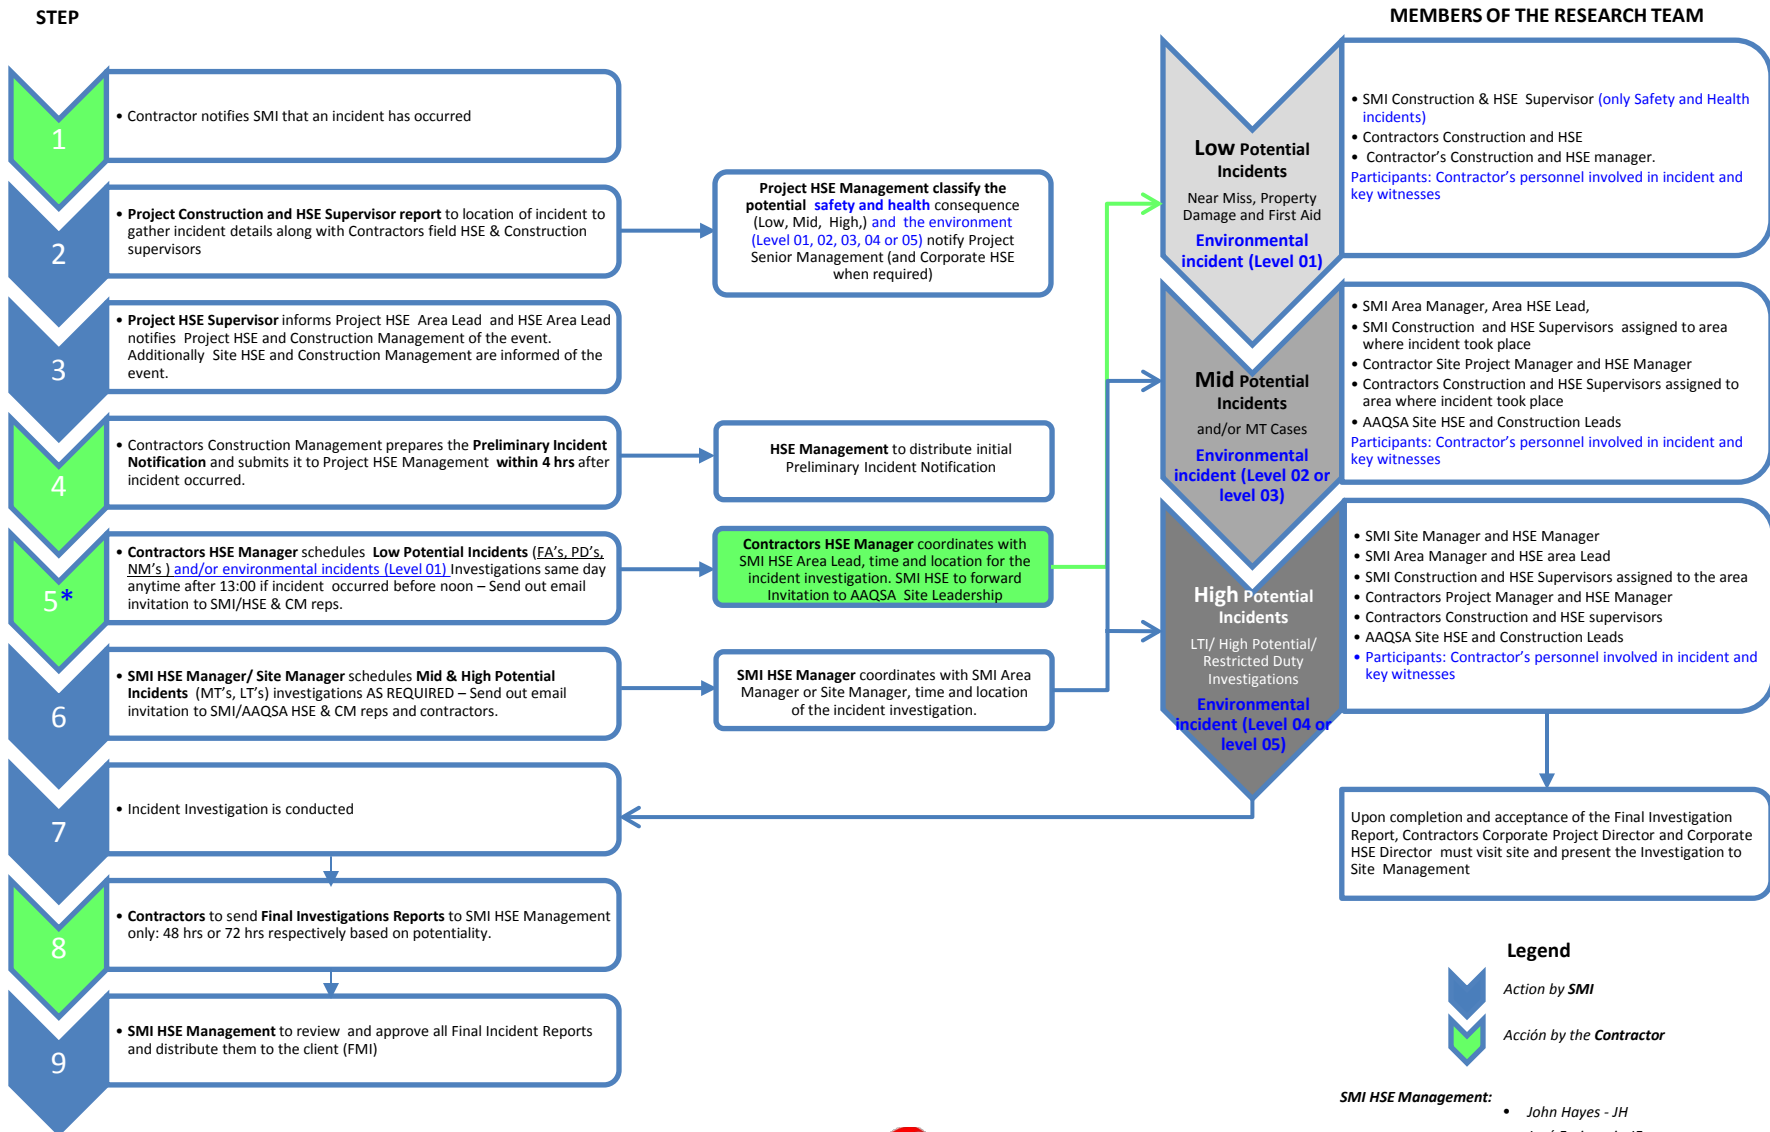 STEP
MEMBERS OF THE RESEARCH TEAM
1
• Contractor notifies SMI that an incident has occurred
2
• Project Construction and HSE Supervisor report to location of incident to
gather incident details along with Contractors field HSE & Construction
supervisors
Project HSE Management classify the
potential safety and health consequence
(Low, Mid, High,) and the environment
(Level 01, 02, 03, 04 or 05) notify Project
Senior Management (and Corporate HSE
when required)
3
• Project HSE Supervisor informs Project HSE Area Lead and HSE Area Lead
notifies Project HSE and Construction Management of the event.
Additionally Site HSE and Construction Management are informed of the
event.
4
• Contractors Construction Management prepares the Preliminary Incident
Notification and submits it to Project HSE Management within 4 hrs after
incident occurred.
HSE Management to distribute initial
Preliminary Incident Notification
5*
• Contractors HSE Manager schedules Low Potential Incidents (FA's, PD's,
NM's ) and/or environmental incidents (Level 01) Investigations same day
anytime after 13:00 if incident occurred before noon – Send out email
invitation to SMI/HSE & CM reps.
Contractors HSE Manager coordinates with
SMI HSE Area Lead, time and location for the
incident investigation. SMI HSE to forward
Invitation to AAQSA Site Leadership
6
• SMI HSE Manager/ Site Manager schedules Mid & High Potential
Incidents (MT's, LT's) investigations AS REQUIRED – Send out email
invitation to SMI/AAQSA HSE & CM reps and contractors.
SMI HSE Manager coordinates with SMI Area
Manager or Site Manager, time and location
of the incident investigation.
7
• Incident Investigation is conducted
8
• Contractors to send Final Investigations Reports to SMI HSE Management
only: 48 hrs or 72 hrs respectively based on potentiality.
9
• SMI HSE Management to review and approve all Final Incident Reports
and distribute them to the client (FMI)
Low Potential
Incidents
Near Miss, Property
Damage and First Aid
Environmental
incident (Level 01)
• SMI Construction & HSE Supervisor (only Safety and Health
incidents)
• Contractors Construction and HSE
• Contractor's Construction and HSE manager.
Participants: Contractor's personnel involved in incident and
key witnesses
Mid Potential
Incidents
and/or MT Cases
Environmental
incident (Level 02 or
level 03)
• SMI Area Manager, Area HSE Lead,
• SMI Construction and HSE Supervisors assigned to area
where incident took place
• Contractor Site Project Manager and HSE Manager
• Contractors Construction and HSE Supervisors assigned to
area where incident took place
• AAQSA Site HSE and Construction Leads
Participants: Contractor's personnel involved in incident and
key witnesses
High Potential
Incidents
LTI/ High Potential/
Restricted Duty
Investigations
Environmental
incident (Level 04 or
level 05)
• SMI Site Manager and HSE Manager
• SMI Area Manager and HSE area Lead
• SMI Construction and HSE Supervisors assigned to the area
• Contractors Project Manager and HSE Manager
• Contractors Construction and HSE supervisors
• AAQSA Site HSE and Construction Leads
• Participants: Contractor's personnel involved in incident and
key witnesses
Upon completion and acceptance of the Final Investigation
Report, Contractors Corporate Project Director and Corporate
HSE Director must visit site and present the Investigation to
Site Management
Legend
Action by SMI
Acción by the Contractor
SMI HSE Management:
• John Hayes - JH